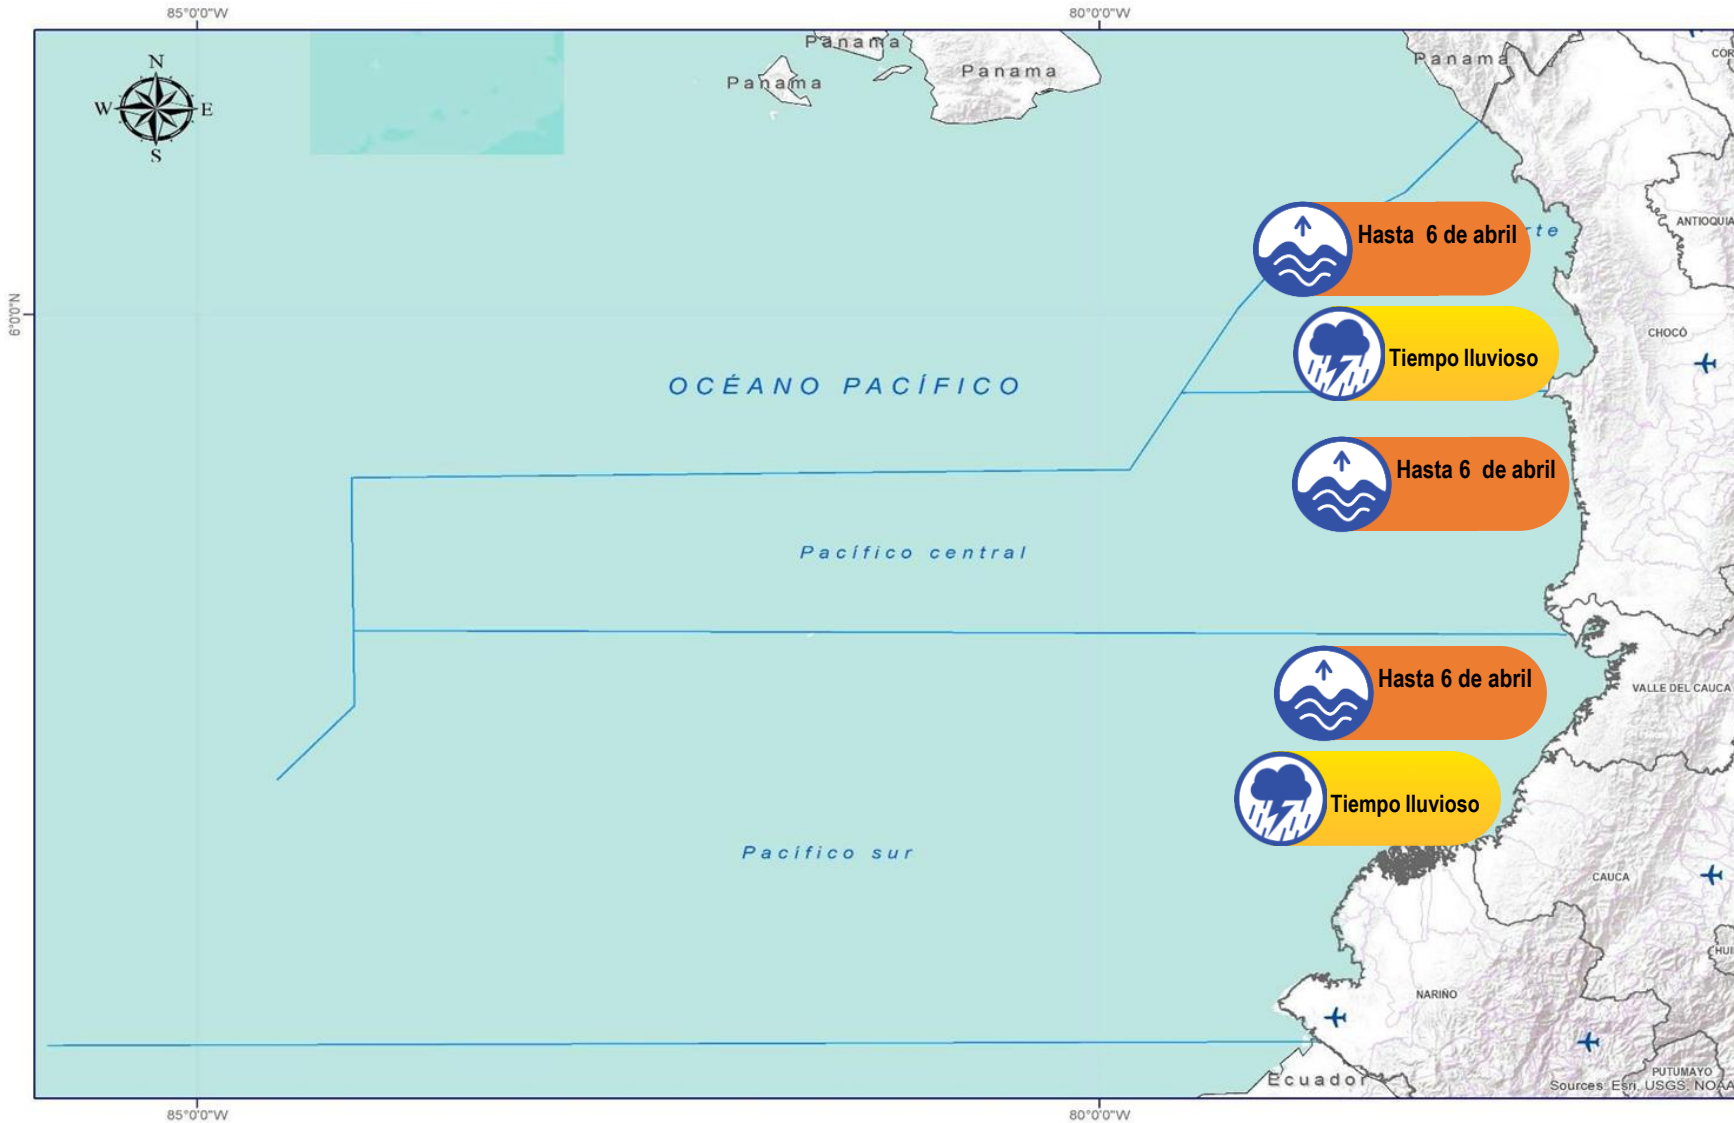 85°0'0"W
80°0'0"W
N
W
E
S
Panama
Panama
Panama
Panama
ANTIOQUIA
Hasta 6 de abril
rte
6°0'0"N
CHOCÓ
Tiempo lluvioso
OCÉANO PACÍFICO
Hasta 6 de abril
Pacífico central
Hasta 6 de abril
VALLE DEL CAUCA
Tiempo lluvioso
Pacífico sur
CAUCA
HUI
NARIÑO
PUTUMAYO
Ecuador
Sources: Esri, USGS, NOAA
85°0'0"W
80°0'0"W